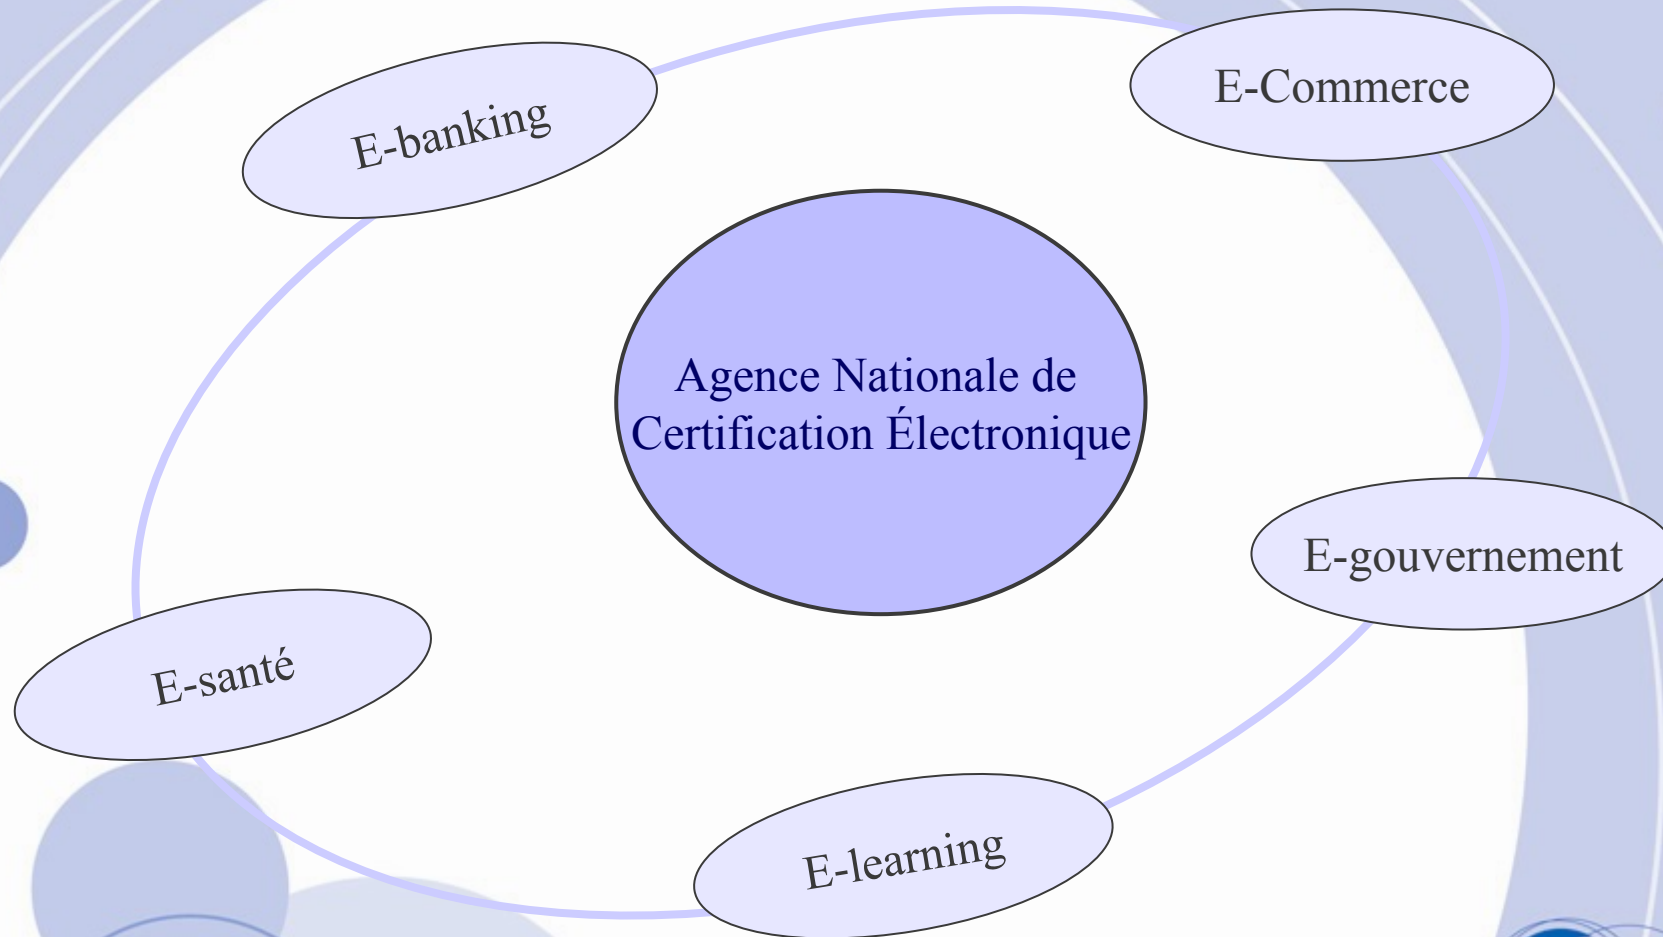 E-Commerce
E-banking
Agence Nationale de
Certification Électronique
E-gouvernement
E-santé
E-learning